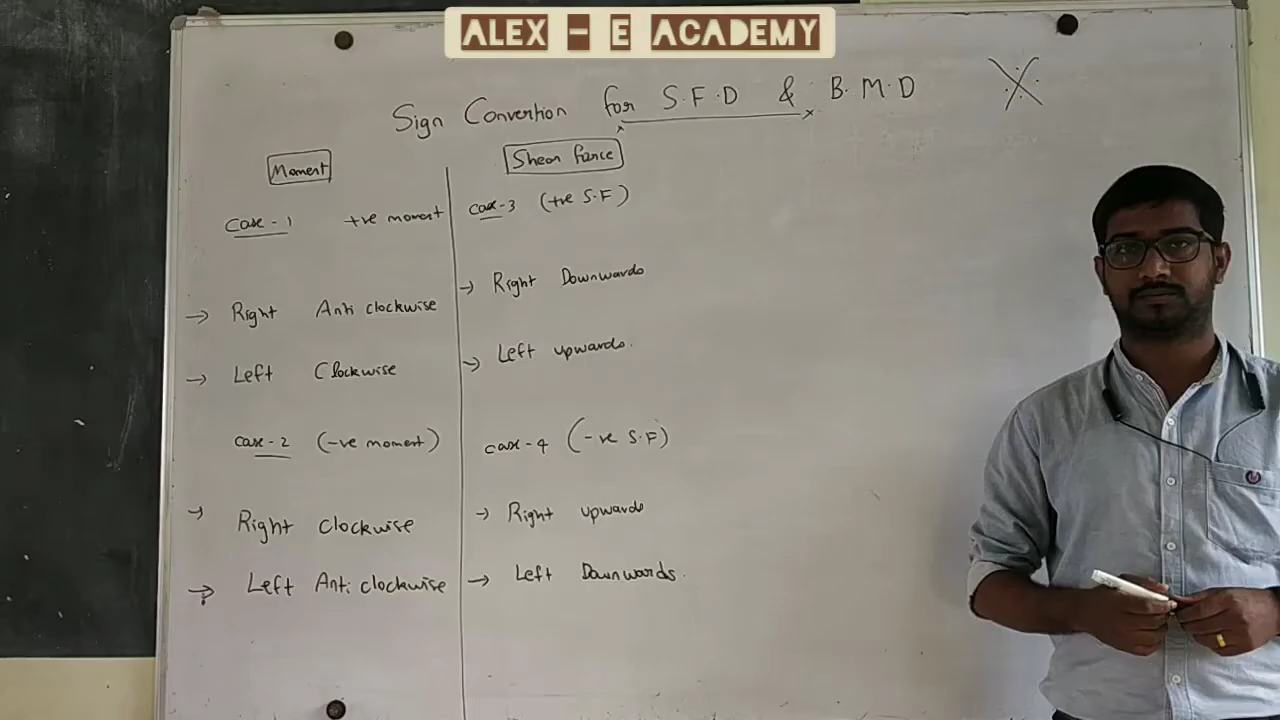 ALEX - E ACADEMY
Sign Convention for S.F.D & B.M.D
Moment
Case - 1 +ve moment
→ Right Anti clockwise
→ Left Clockwise
Case - 2 (-ve moment)
→ Right clockwise
→ Left Anti clockwise
Shear Force
Case-3 (+ve S.F)
→ Right Downwards
→ Left upwards.
case-4 (-ve S.F)
→ Right upwards
→ Left Downwards.